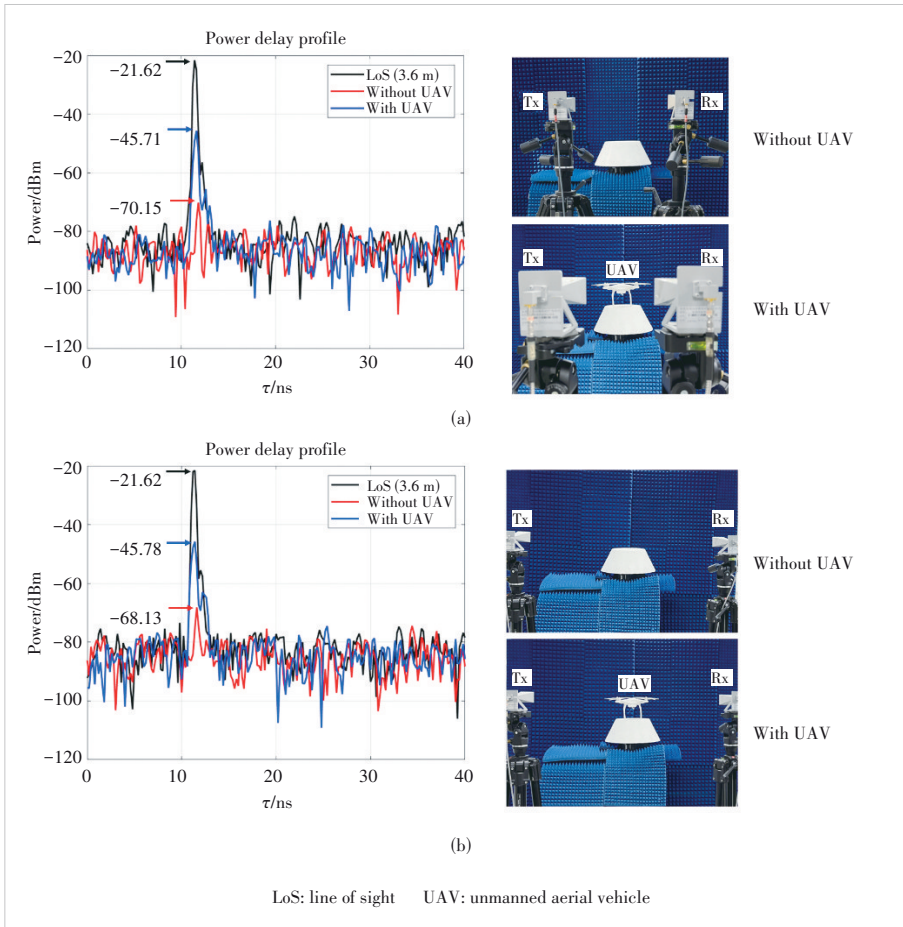 Power delay profile
−20
−40
−60
−80
−100
−120
Power/dBm
−21.62
−45.71
−70.15
LoS (3.6 m)
Without UAV
With UAV
0
10
20
30
40
τ/ns
Tx
Rx
Without UAV
Tx
UAV
Rx
With UAV
(a)
Power delay profile
−20
−40
−60
−80
−100
−120
Power/dBm
−21.62
−45.78
−68.13
LoS (3.6 m)
Without UAV
With UAV
0
10
20
30
40
τ/ns
Tx
Rx
Without UAV
Tx
UAV
Rx
With UAV
(b)
LoS: line of sight UAV: unmanned aerial vehicle